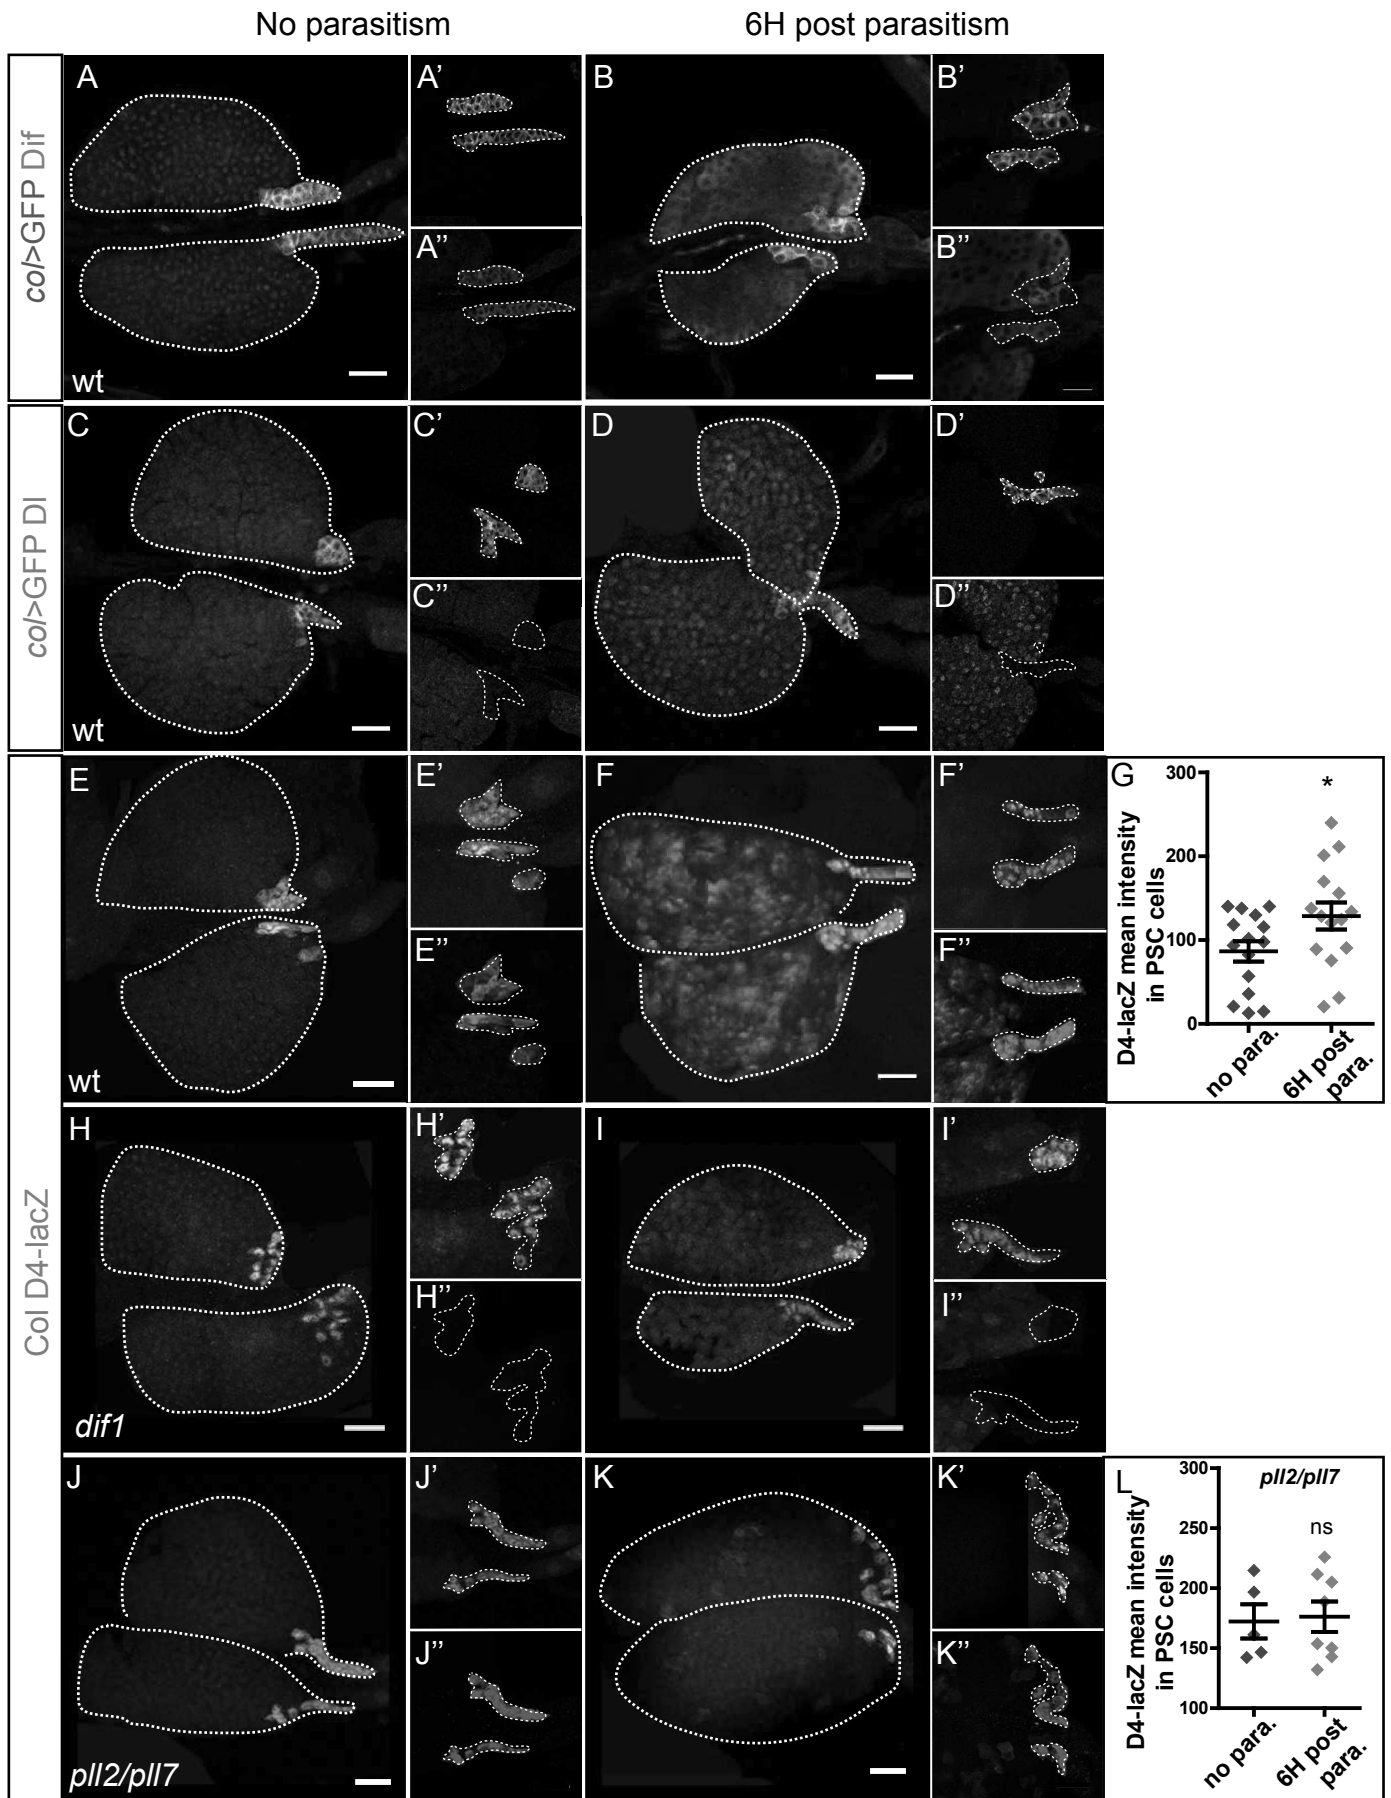 No parasitism
6H post parasitism
col>GFP Dif
A
A’
A’’
B
B’
B’’
wt
col>GFP Dl
C
C’
C’’
D
D’
D’’
wt
Col D4-lacZ
E
E’
E’’
F
F’
F’’
wt
G
300
200
100
0
*
D4-lacZ mean intensity
in PSC cells
no para.
6H post
para.
H
H’
H’’
I
I’
I’’
dif1
J
J’
J’’
K
K’
K’’
pll2/pll7
L
300
250
200
150
100
pll2/pll7
ns
D4-lacZ mean intensity
in PSC cells
no para.
6H post
para.